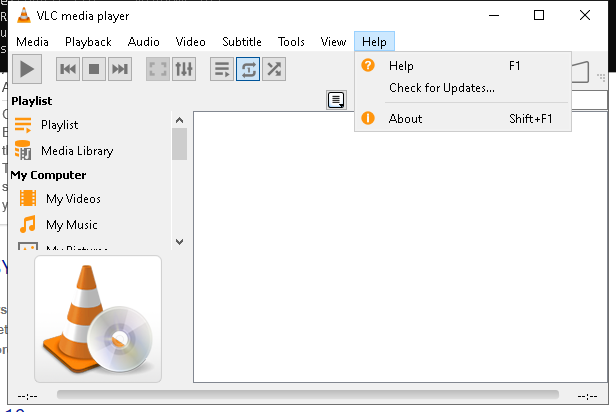 VLC media player
Media Playback Audio Video Subtitle Tools View Help
Help F1
Check for Updates...
About Shift+F1
Playlist
Playlist
Media Library
My Computer
My Videos
My Music
My Pictures
--:-- --:--